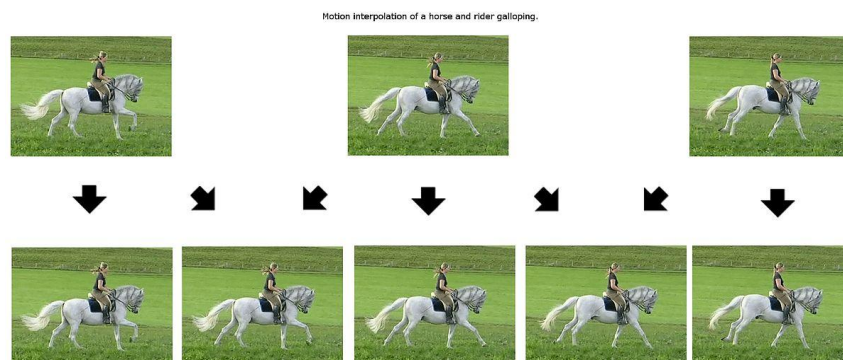 Motion interpolation of a horse and rider galloping.